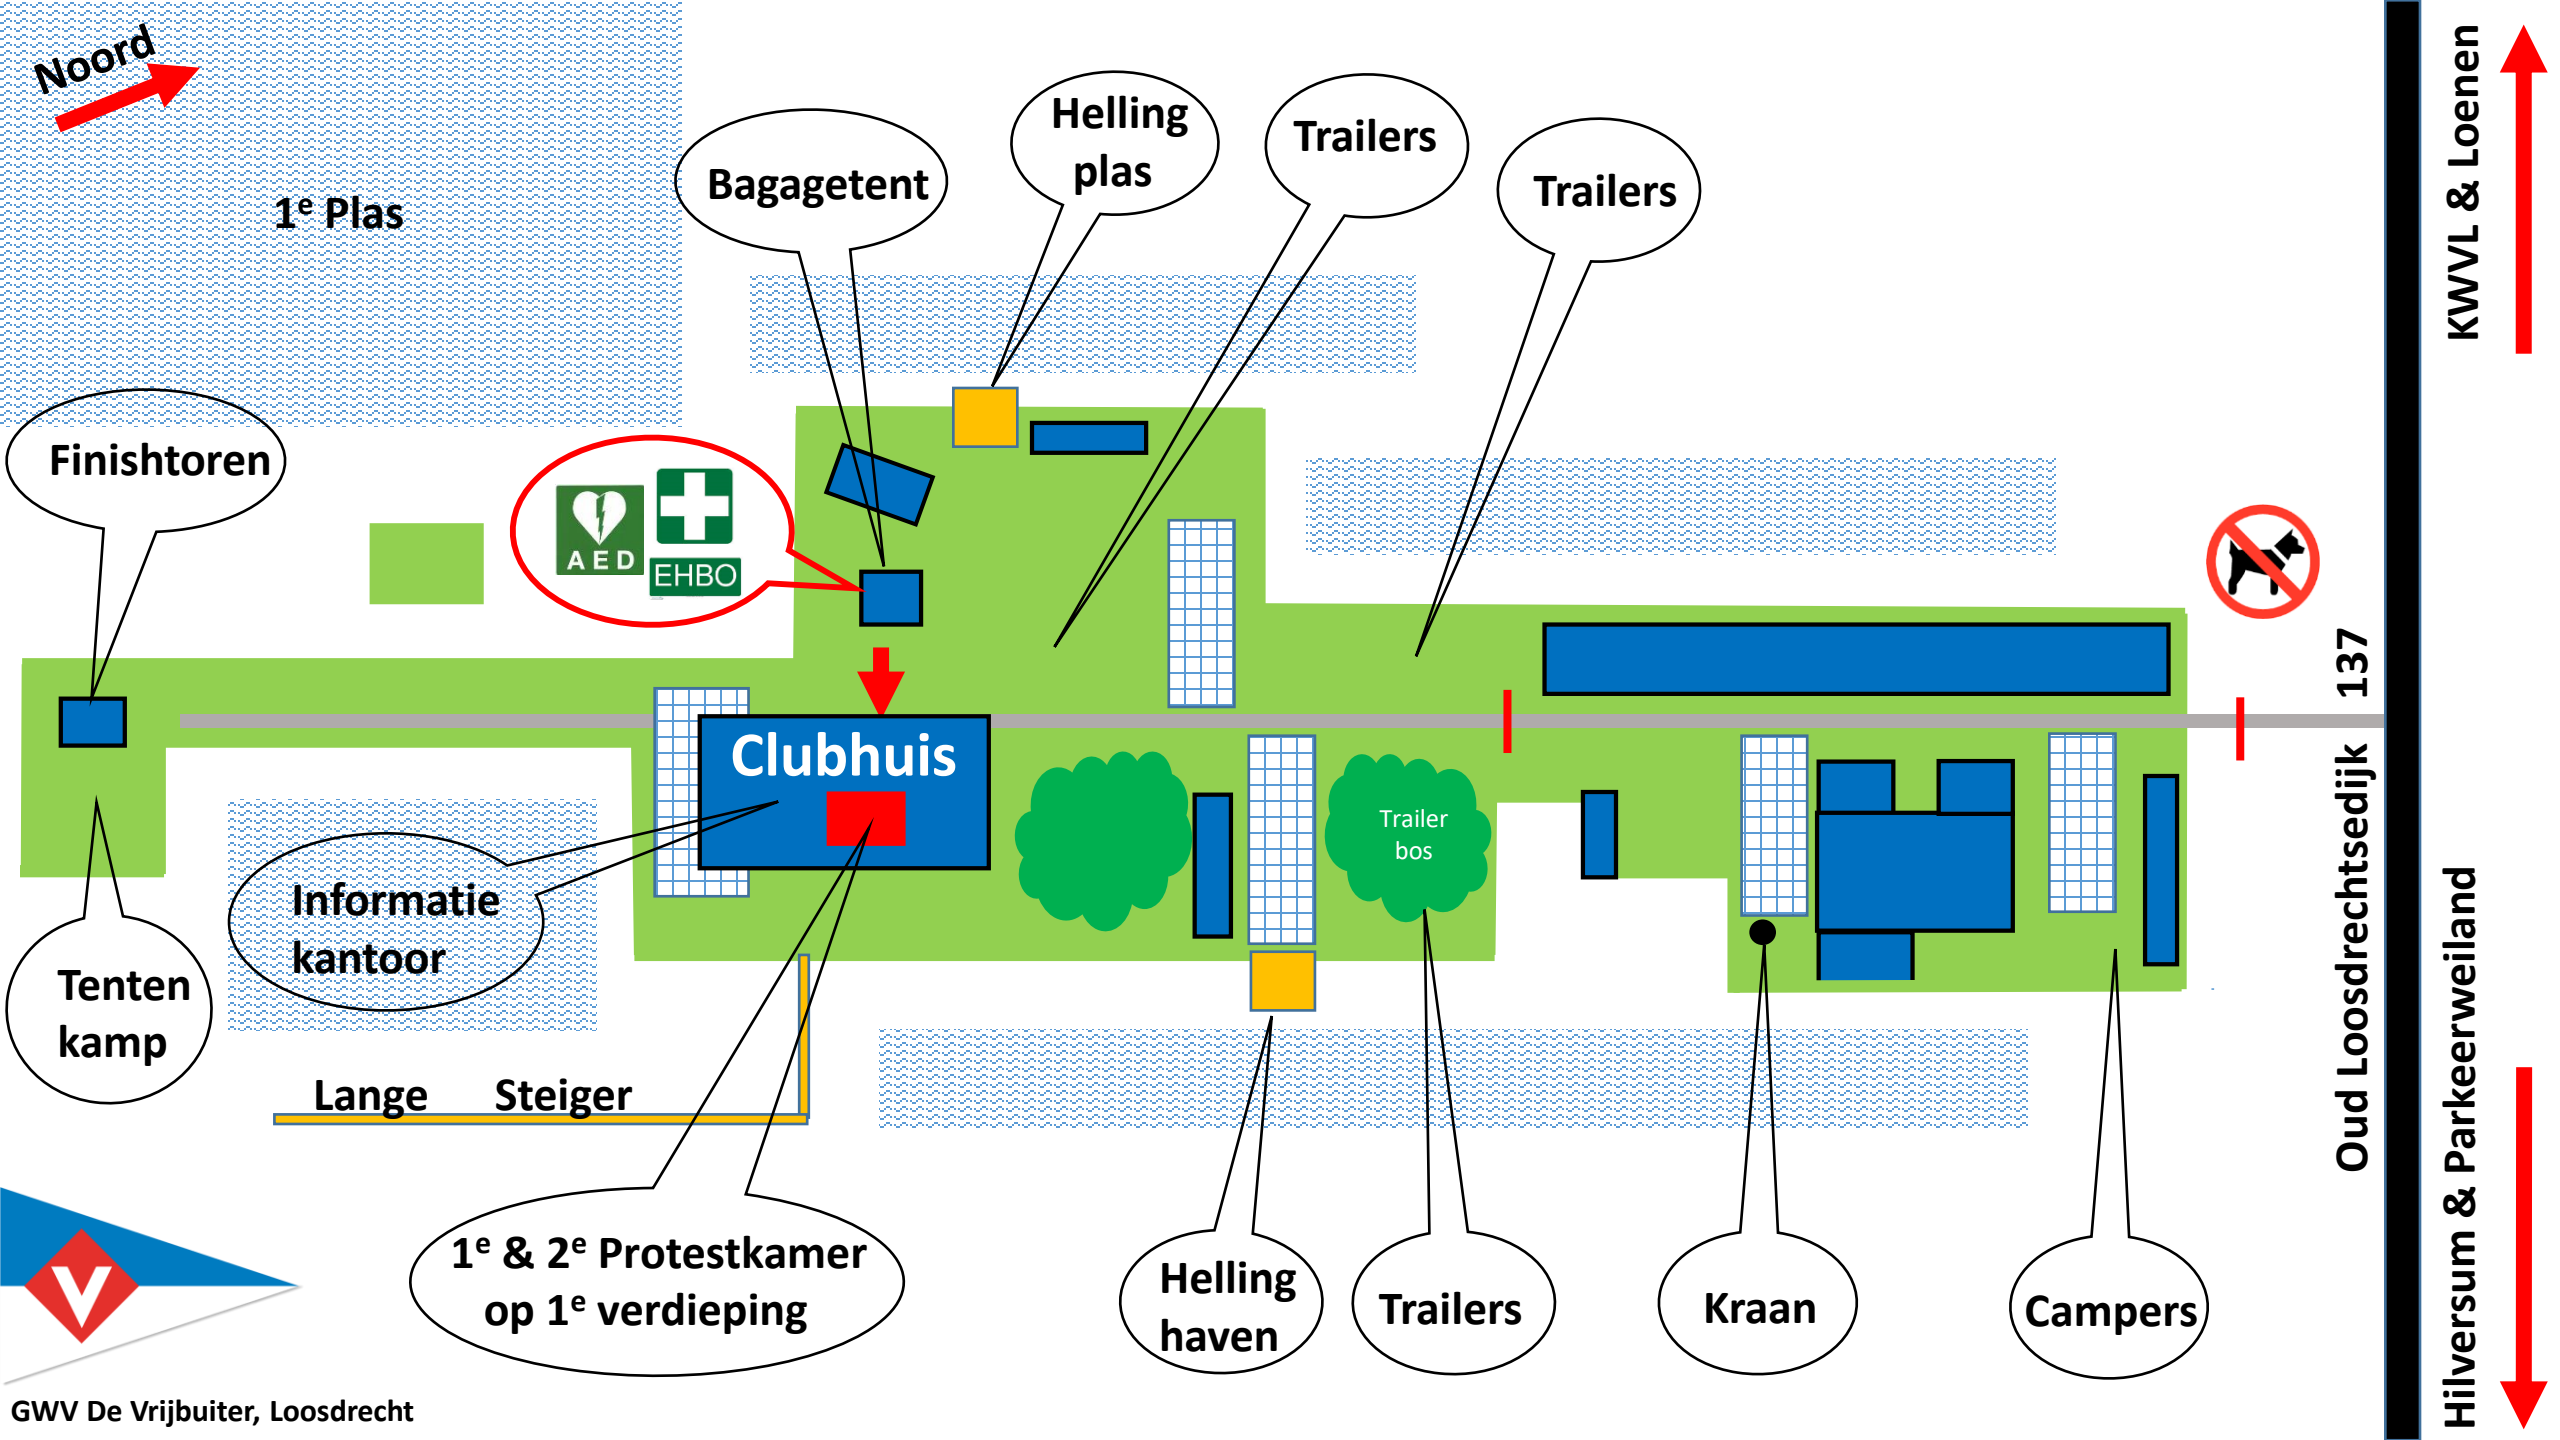 Noord
1e Plas
Bagagetent
Helling
plas
Trailers
Trailers
KWVL & Loenen
Finishtoren
AED
EHBO
Clubhuis
Trailer
bos
Oud Loosdrechtsedijk 137
Informatie
kantoor
Tenten
kamp
Lange Steiger
1e & 2e Protestkamer
op 1e verdieping
Helling
haven
Trailers
Kraan
Campers
Hilversum & Parkeerweiland
V
GWV De Vrijbuiter, Loosdrecht